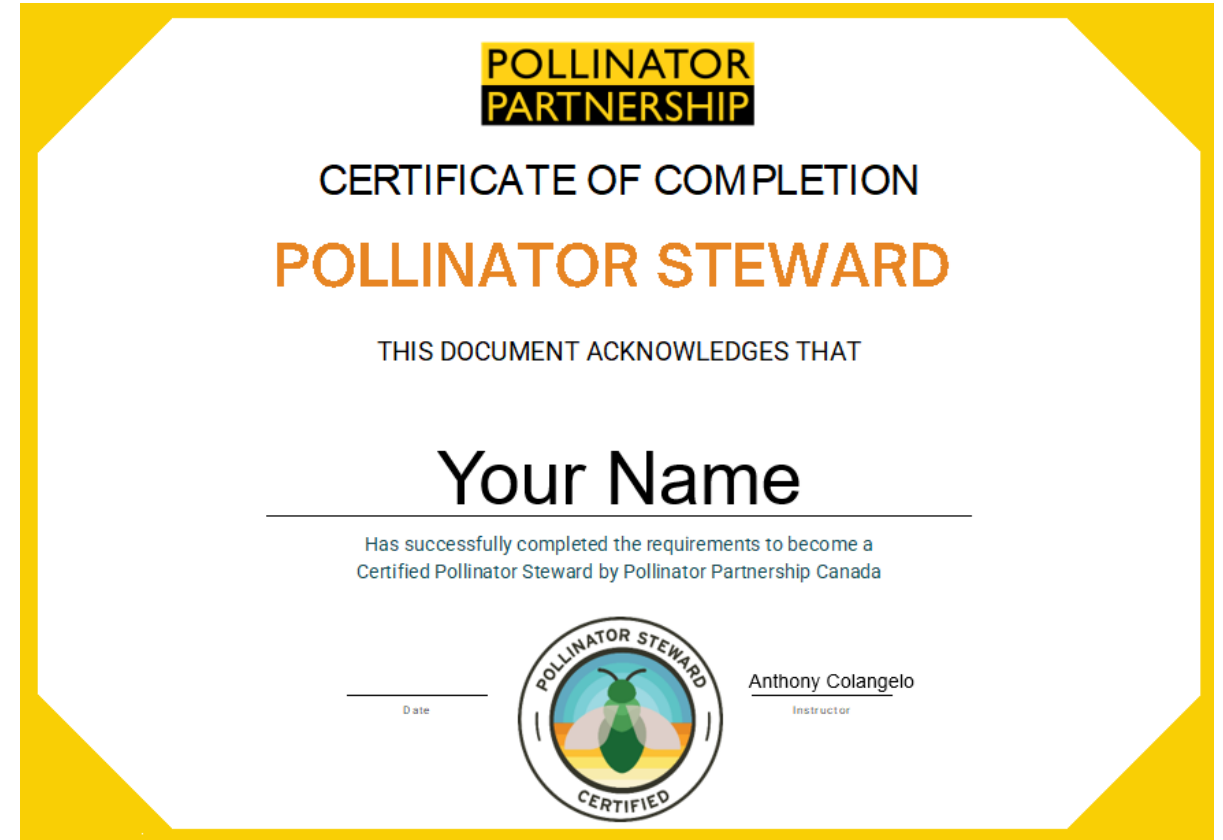 POLLINATOR
PARTNERSHIP
CERTIFICATE OF COMPLETION
POLLINATOR STEWARD
THIS DOCUMENT ACKNOWLEDGES THAT
Your Name
Has successfully completed the requirements to become a
Certified Pollinator Steward by Pollinator Partnership Canada
POLLINATOR STEWARD
CERTIFIED
Date
Anthony Colangelo
Instructor